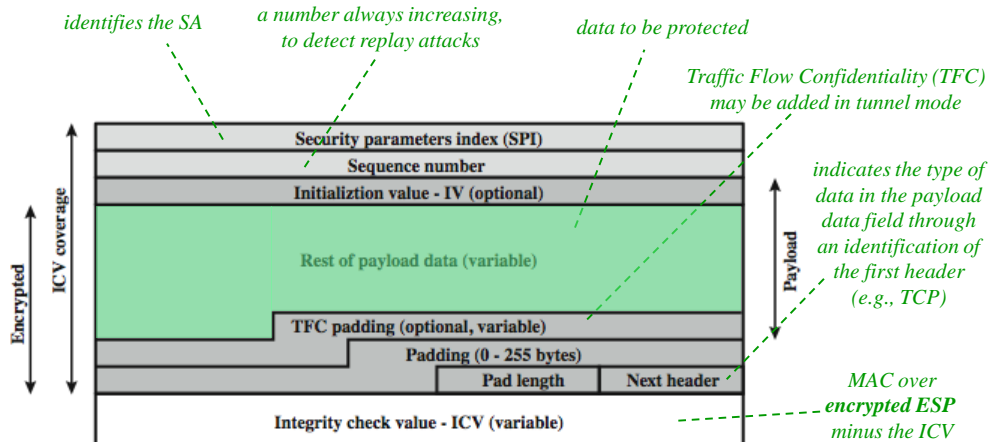 identifies the SA
a number always increasing,
to detect replay attacks
data to be protected
Traffic Flow Confidentiality (TFC)
may be added in tunnel mode
Security parameters index (SPI)
Sequence number
Initializtion value - IV (optional)
Rest of payload data (variable)
TFC padding (optional, variable)
Padding (0 - 255 bytes)
Pad length
Next header
Integrity check value - ICV (variable)
Encrypted
ICV coverage
Payload
indicates the type of
data in the payload
data field through
an identification of
the first header
(e.g., TCP)
MAC over
encrypted ESP
minus the ICV